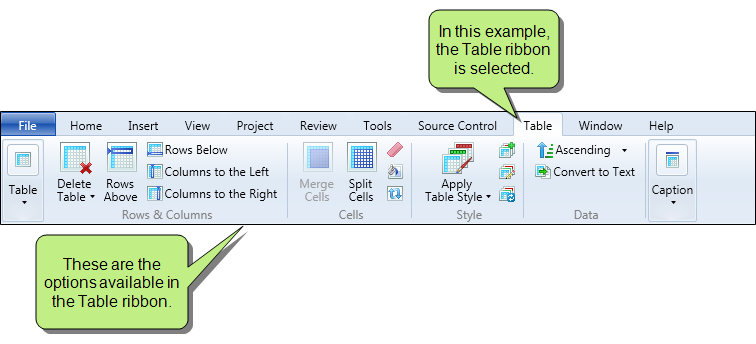 In this example,
the Table ribbon
is selected.
File Home Insert View Project Review Tools Source Control Table Window Help
Table
Delete
Table
Rows
Above
Rows Below
Columns to the Left
Columns to the Right
Rows & Columns
Merge
Cells
Split
Cells
Cells
Apply
Table Style
Style
Ascending
Convert to Text
Data
Caption
These are the
options available in
the Table ribbon.